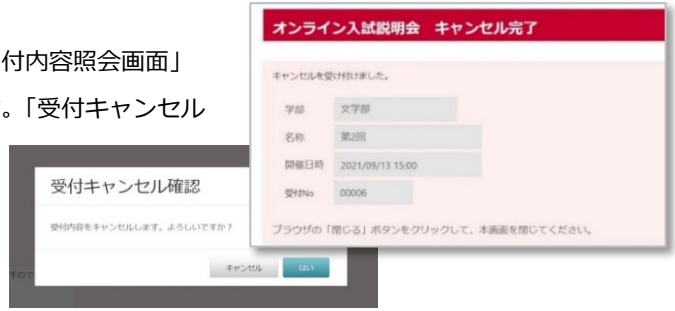 付内容照会画面」
。「受付キャンセル
受付キャンセル確認
受付内容をキャンセルします。よろしいですか？
キャンセル
はい
オンライン入試説明会 キャンセル完了
キャンセルを受け付けました。
学部 文学部
名称 第2回
開催日時 2021/09/13 15:00
受付No 00006
ブラウザの「閉じる」ボタンをクリックして、本画面を閉じてください。